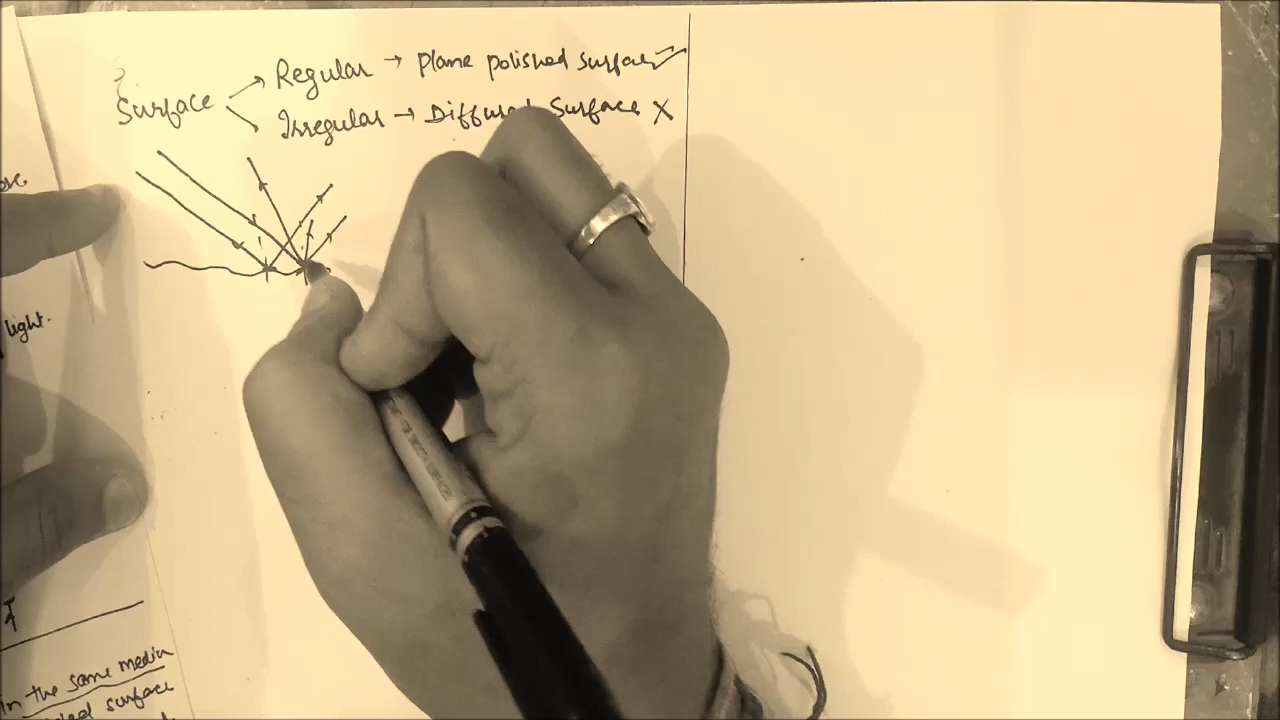 Surface → Regular → Plane polished surface ✓
→ Irregular → Diffused Surface X
light.
in the same media
surface